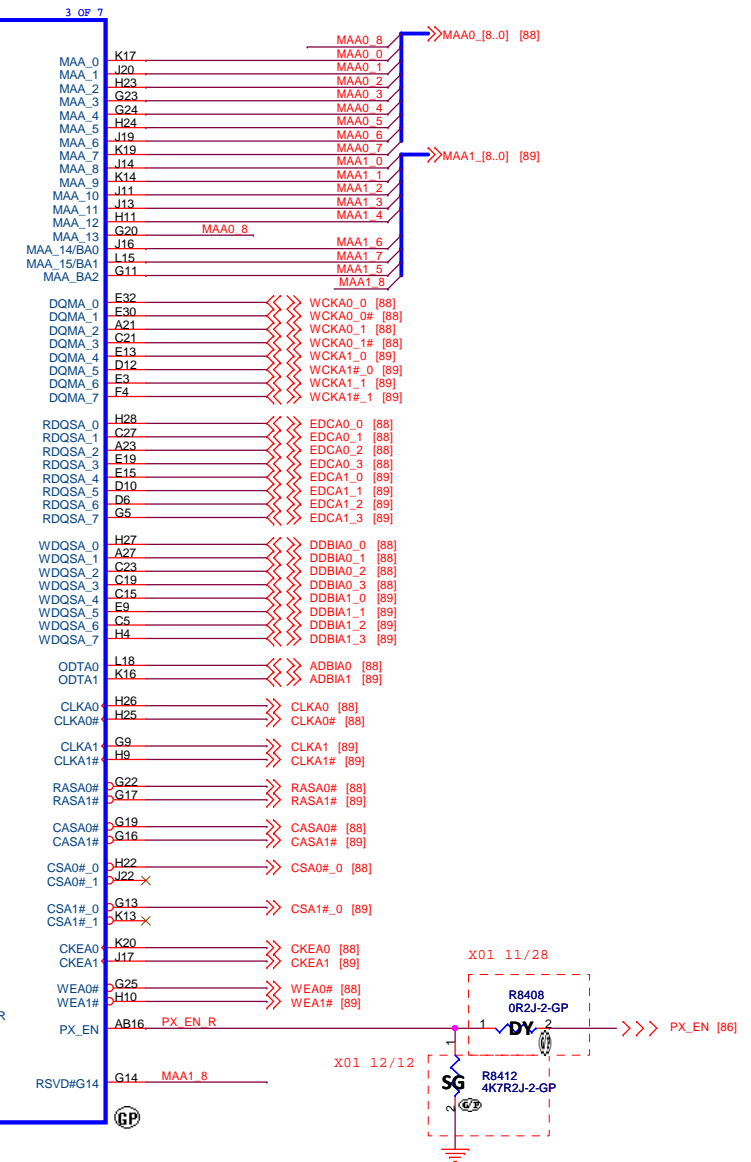 3 OF 7
MAA0_8
MAA0_[8..0] [88]
MAA_0 K17 MAA0_0
MAA_1 J20 MAA0_1
MAA_2 H23 MAA0_2
MAA_3 G23 MAA0_3
MAA_4 G24 MAA0_4
MAA_5 H24 MAA0_5
MAA_6 J19 MAA0_6
MAA_7 K19 MAA0_7
MAA1_[8..0] [89]
MAA_8 J14 MAA1_0
MAA_9 K14 MAA1_1
MAA_10 J11 MAA1_2
MAA_11 J13 MAA1_3
MAA_12 H11 MAA1_4
MAA_13 G20 MAA0_8
MAA_14/BA0 J16 MAA1_6
MAA_15/BA1 L15 MAA1_7
MAA_BA2 G11 MAA1_5
MAA1_8
DQMA_0 E32 WCKA0_0 [88]
DQMA_1 E30 WCKA0_0# [88]
DQMA_2 A21 WCKA0_1 [88]
DQMA_3 C21 WCKA0_1# [88]
DQMA_4 E13 WCKA1_0 [89]
DQMA_5 D12 WCKA1#_0 [89]
DQMA_6 E3 WCKA1_1 [89]
DQMA_7 F4 WCKA1#_1 [89]
RDQSA_0 H28 EDCA0_0 [88]
RDQSA_1 C27 EDCA0_1 [88]
RDQSA_2 A23 EDCA0_2 [88]
RDQSA_3 E19 EDCA0_3 [88]
RDQSA_4 E15 EDCA1_0 [89]
RDQSA_5 D10 EDCA1_1 [89]
RDQSA_6 D6 EDCA1_2 [89]
RDQSA_7 G5 EDCA1_3 [89]
WDQSA_0 H27 DDBIA0_0 [88]
WDQSA_1 A27 DDBIA0_1 [88]
WDQSA_2 C23 DDBIA0_2 [88]
WDQSA_3 C19 DDBIA0_3 [88]
WDQSA_4 C15 DDBIA1_0 [89]
WDQSA_5 E9 DDBIA1_1 [89]
WDQSA_6 C5 DDBIA1_2 [89]
WDQSA_7 H4 DDBIA1_3 [89]
ODTA0 L18 ADBIA0 [88]
ODTA1 K16 ADBIA1 [89]
CLKA0 H26 CLKA0 [88]
CLKA0# H25 CLKA0# [88]
CLKA1 G9 CLKA1 [89]
CLKA1# H9 CLKA1# [89]
RASA0# G22 RASA0# [88]
RASA1# G17 RASA1# [89]
CASA0# G19 CASA0# [88]
CASA1# G16 CASA1# [89]
CSA0#_0 H22 CSA0#_0 [88]
CSA0#_1 J22
CSA1#_0 G13 CSA1#_0 [89]
CSA1#_1 K13
CKEA0 K20 CKEA0 [88]
CKEA1 J17 CKEA1 [89]
X01 11/28
WEA0# G25 WEA0# [88]
WEA1# H10 WEA1# [89]
R8408
0R2J-2-GP
R
PX_EN AB16 PX_EN_R 1 DY 2 PX_EN [86]
X01 12/12
1
SG
R8412
4K7R2J-2-GP
2
RSVD#G14 G14 MAA1_8
GP